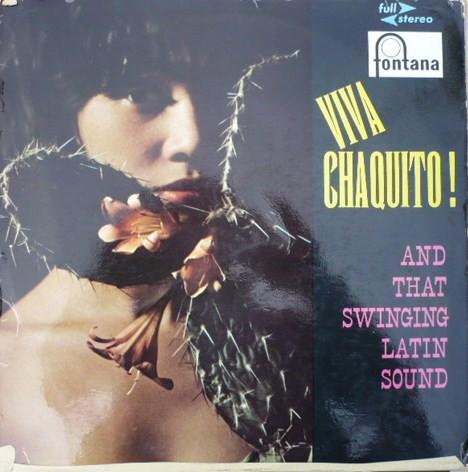 full
stereo
fontana
VIVA
CHAQUITO!
AND
THAT
SWINGING
LATIN
SOUND